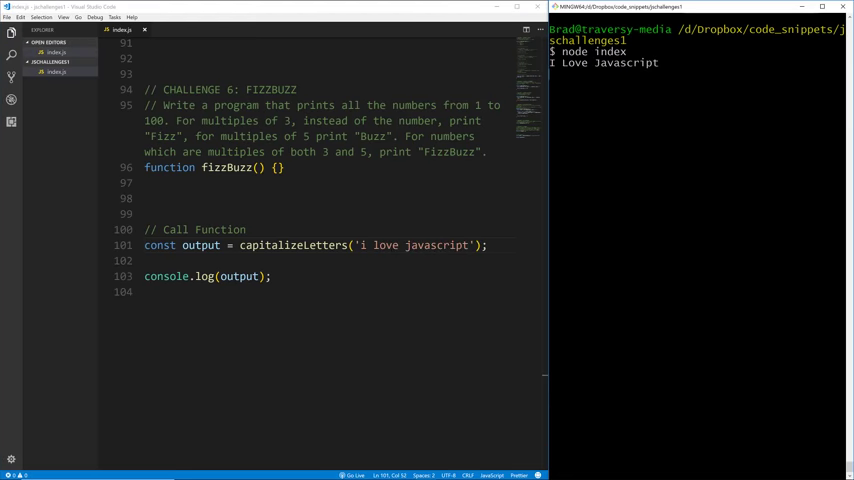 index.js - jschallenges1 - Visual Studio Code
File Edit Selection View Go Debug Tasks Help
EXPLORER
OPEN EDITORS
index.js
JSCHALLENGES1
index.js
index.js
91
92
93
94 // CHALLENGE 6: FIZZBUZZ
95 // Write a program that prints all the numbers from 1 to
100. For multiples of 3, instead of the number, print
"Fizz", for multiples of 5 print "Buzz". For numbers
which are multiples of both 3 and 5, print "FizzBuzz".
96 function fizzBuzz() {}
97
98
99
100 // Call Function
101 const output = capitalizeLetters('i love javascript');
102
103 console.log(output);
104
0 0
Go Live Ln 101, Col 52 Spaces: 2 UTF-8 CRLF JavaScript Prettier
MINGW64:/d/Dropbox/code_snippets/jschallenges1
Brad@traversy-media /d/Dropbox/code_snippets/j
schallenges1
$ node index
I Love Javascript